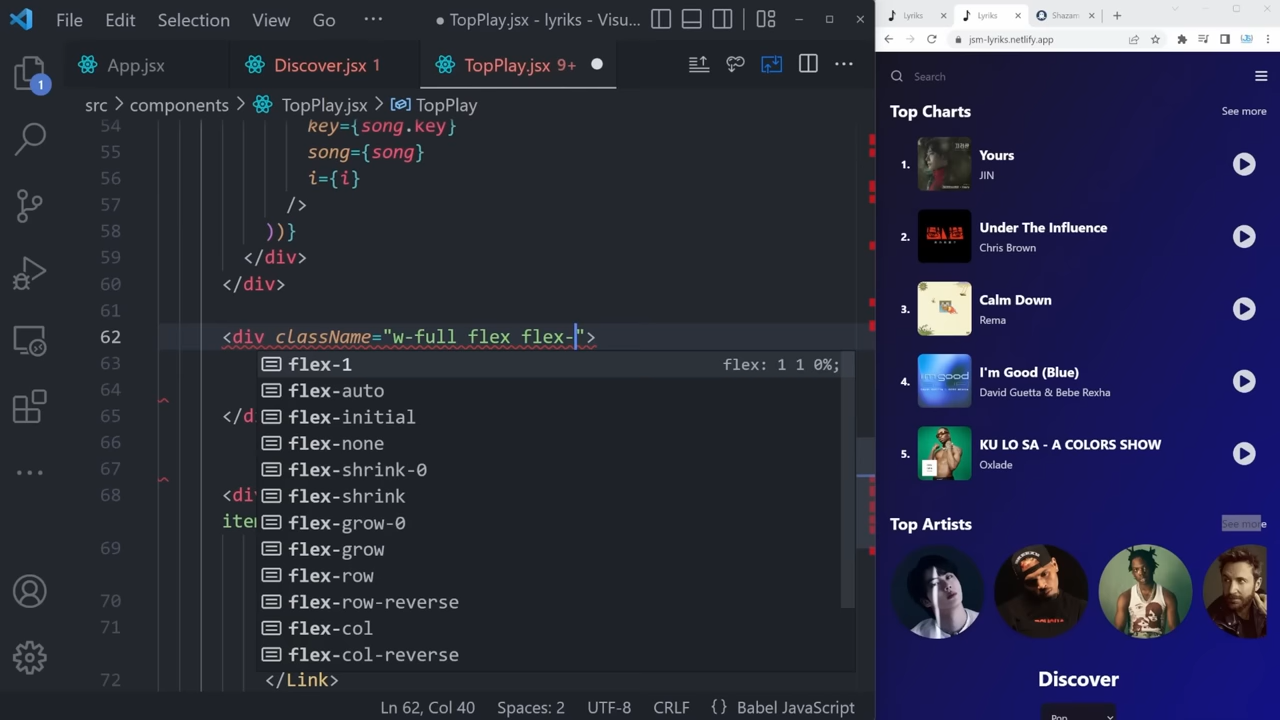 File Edit Selection View Go ···
● TopPlay.jsx - lyriks - Visu...
App.jsx
Discover.jsx 1
TopPlay.jsx 9+
src > components > TopPlay.jsx > TopPlay
54 key={song.key}
55 song={song}
56 i={i}
57 />
58 ))}
59 </div>
60 </div>
61
62 <div className="w-full flex flex-">
63
64
65 </di
66
67
68 <div
item
69
70
71
72 </Link>
flex-1 flex: 1 1 0%;
flex-auto
flex-initial
flex-none
flex-shrink-0
flex-shrink
flex-grow-0
flex-grow
flex-row
flex-row-reverse
flex-col
flex-col-reverse
1
Ln 62, Col 40 Spaces: 2 UTF-8 CRLF {} Babel JavaScript
Lyriks
Lyriks
Shazam
jsm-lyriks.netlify.app
Search
Top Charts See more
1. Yours
JIN
2. Under The Influence
Chris Brown
3. Calm Down
Rema
4. I'm Good (Blue)
David Guetta & Bebe Rexha
5. KU LO SA - A COLORS SHOW
Oxlade
Top Artists See more
Discover
Pop